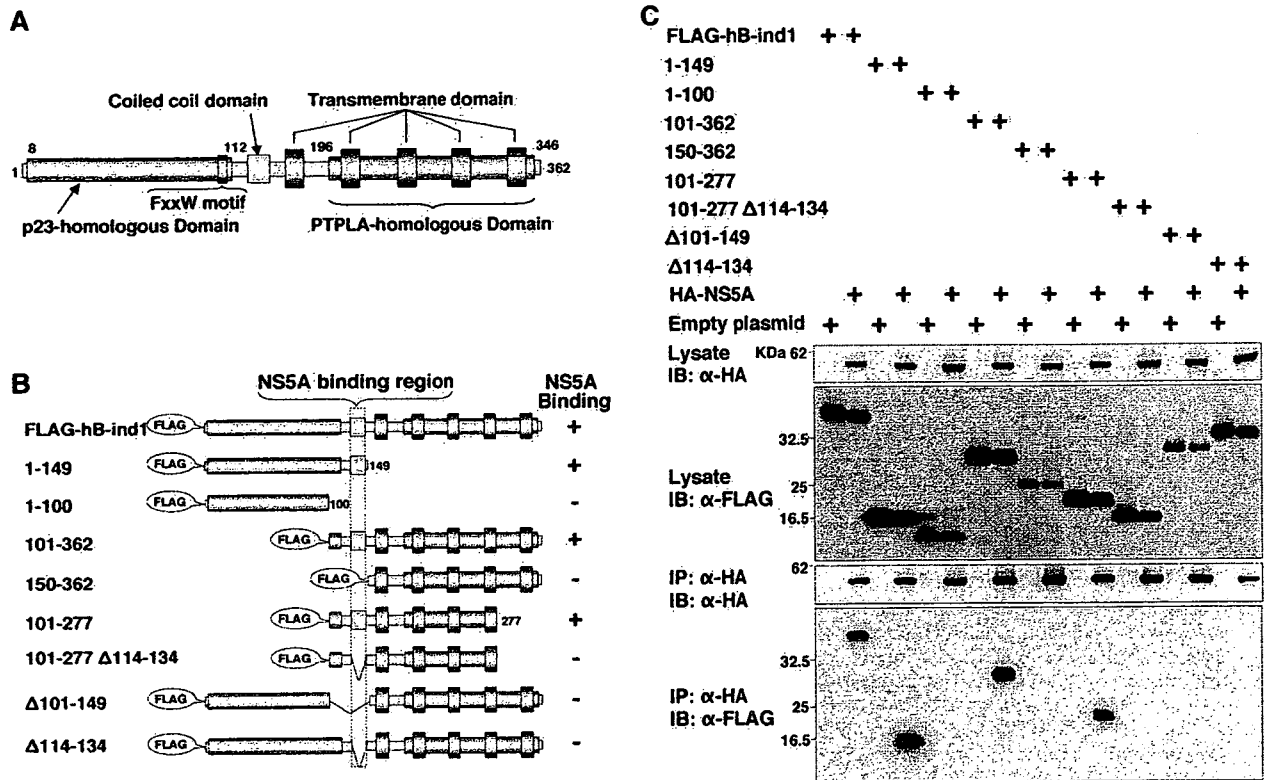 A
Coiled coil domain
Transmembrane domain
8
112
196
346
1
362
FxxW motif
p23-homologous Domain
PTPLA-homologous Domain
B
NS5A binding region
NS5A
Binding
FLAG-hB-ind1 FLAG +
1-149 FLAG 149 +
1-100 FLAG 100 -
101-362 FLAG +
150-362 FLAG -
101-277 FLAG 277 +
101-277 Δ114-134 FLAG -
Δ101-149 FLAG -
Δ114-134 FLAG -
C
FLAG-hB-ind1 + +
1-149 + +
1-100 + +
101-362 + +
150-362 + +
101-277 + +
101-277 Δ114-134 + +
Δ101-149 + +
Δ114-134 + +
HA-NS5A + + + + + + + + +
Empty plasmid + + + + + + + + +
Lysate KDa 62
IB: α-HA
32.5
25
16.5
Lysate
IB: α-FLAG
62
IP: α-HA
IB: α-HA
32.5
25
16.5
IP: α-HA
IB: α-FLAG